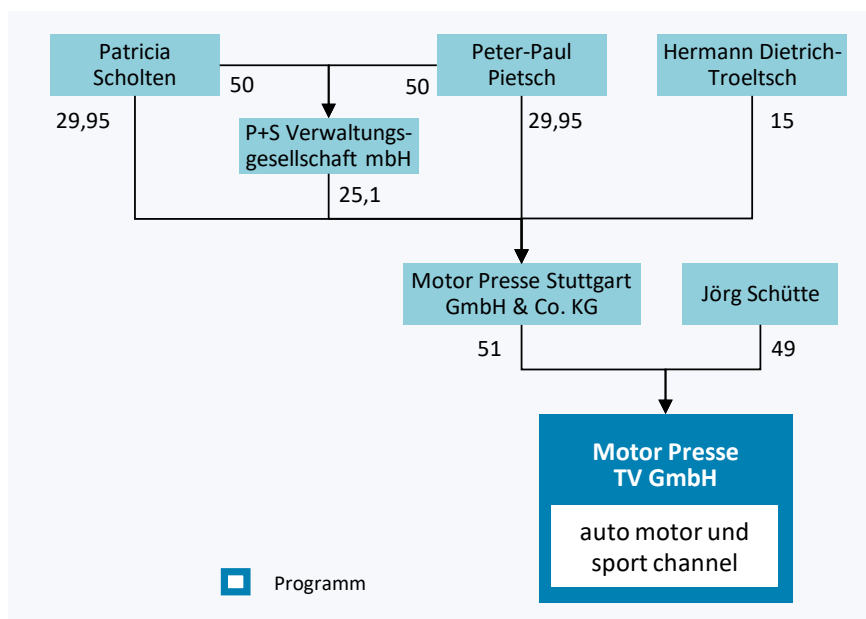 Patricia
Scholten
Peter-Paul
Pietsch
Hermann Dietrich-
Troeltsch
50
50
29,95
P+S Verwaltungs-
gesellschaft mbH
29,95
15
25,1
Motor Presse Stuttgart
GmbH & Co. KG
Jörg Schütte
51
49
Motor Presse
TV GmbH
auto motor und
sport channel
Programm